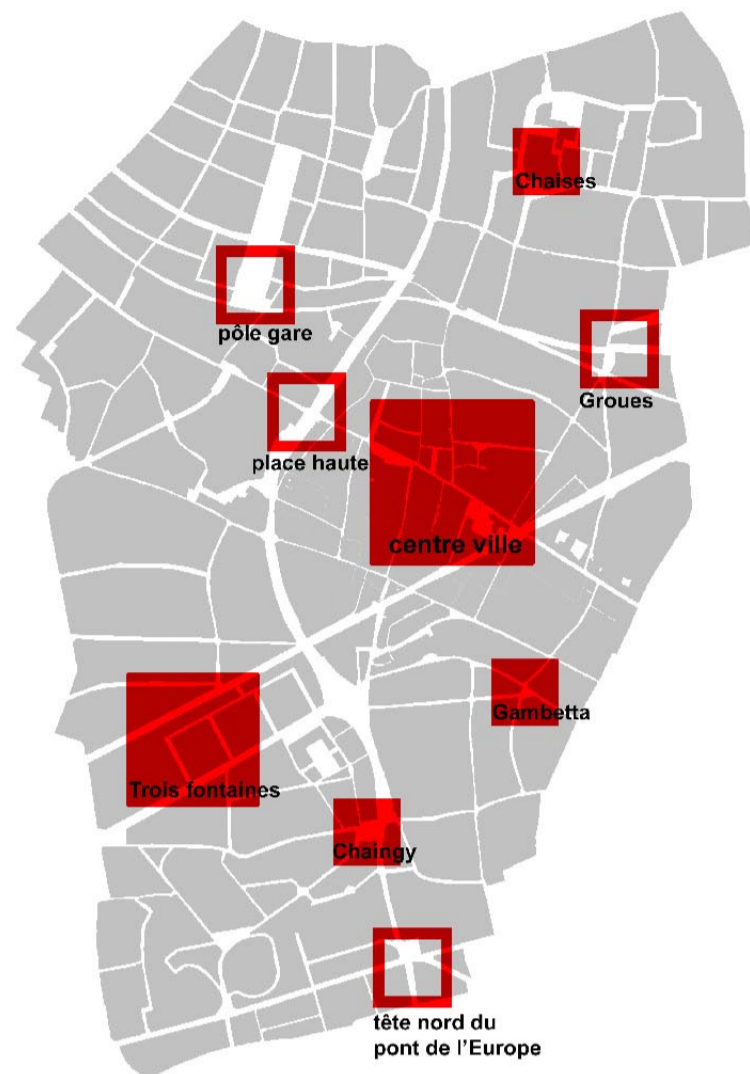 Chaises
pôle gare
Groues
place haute
centre ville
Gambetta
Trois fontaines
Chaingy
tête nord du
pont de l'Europe